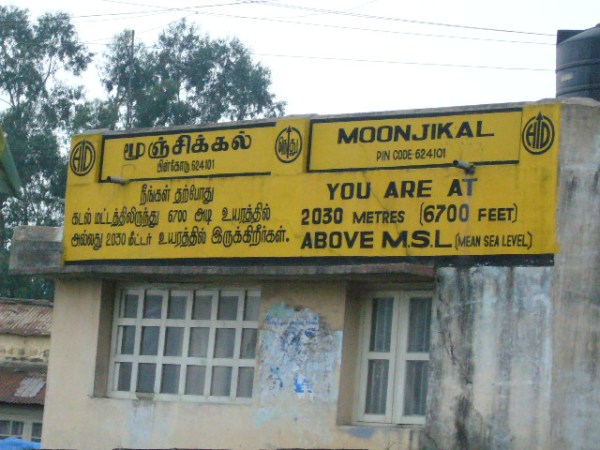 மூஞ்சிக்கல்
பின்கோடு 624101
நீங்கள் தற்போது
கடல் மட்டத்திலிருந்து 6700 அடி உயரத்தில்
அல்லது 2030 மீட்டர் உயரத்தில் இருக்கிறீர்கள்.
MOONJIKAL
PIN CODE 624101
YOU ARE AT
2030 METRES (6700 FEET)
ABOVE M.S.L (MEAN SEA LEVEL)